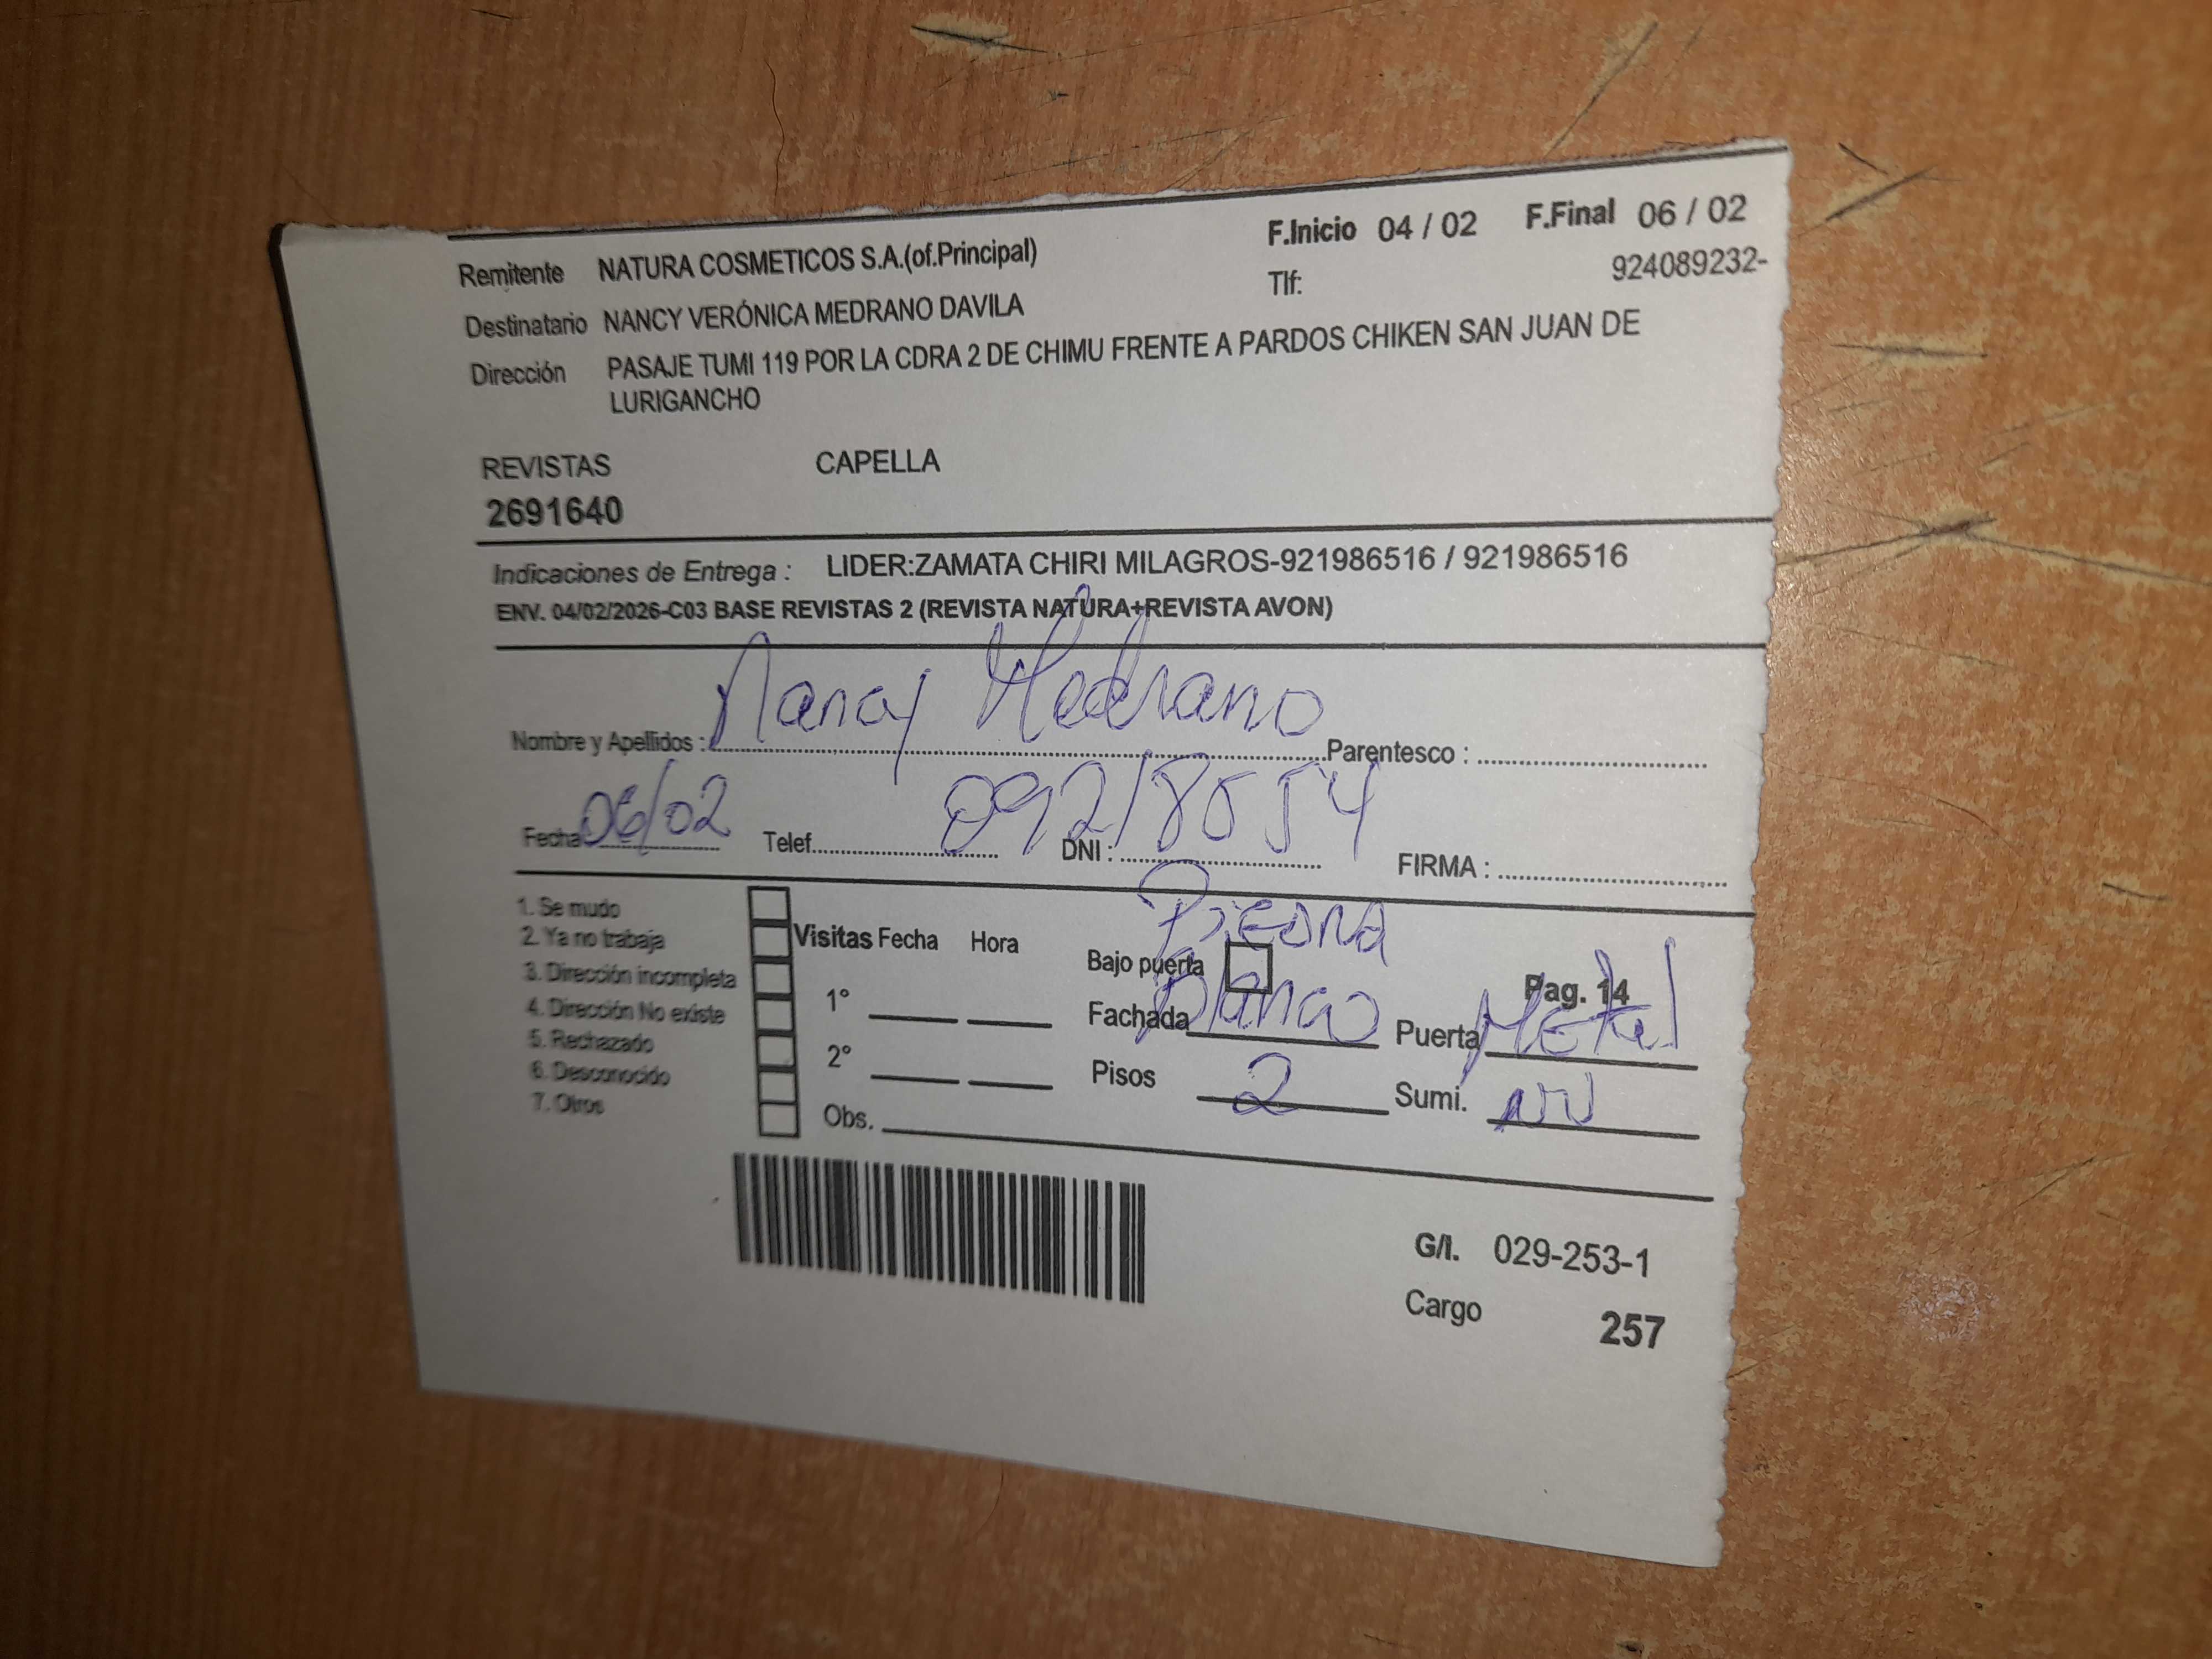 F.Inicio 04 / 02 F.Final 06 / 02
Remitente NATURA COSMETICOS S.A.(of.Principal) Tlf: 924089232-
Destinatario NANCY VERÓNICA MEDRANO DAVILA
Dirección PASAJE TUMI 119 POR LA CDRA 2 DE CHIMU FRENTE A PARDOS CHIKEN SAN JUAN DE
LURIGANCHO
REVISTAS CAPELLA
2691640
Indicaciones de Entrega : LIDER:ZAMATA CHIRI MILAGROS-921986516 / 921986516
ENV. 04/02/2026-C03 BASE REVISTAS 2 (REVISTA NATURA+REVISTA AVON)
Nombre y Apellidos : Nancy Medrano Parentesco :
Fecha 06/02 Telef. DNI : 09218554 FIRMA :
1. Se mudo
2. Ya no trabaja
3. Dirección incompleta
4. Dirección No existe
5. Rechazado
6. Desconocido
7. Otros
Visitas Fecha Hora
1°
2°
Obs.
Piedra
Bajo puerta Pag. 14
Fachada Blanco Puerta Metal
Pisos 2 Sumi.
G/I. 029-253-1
Cargo 257